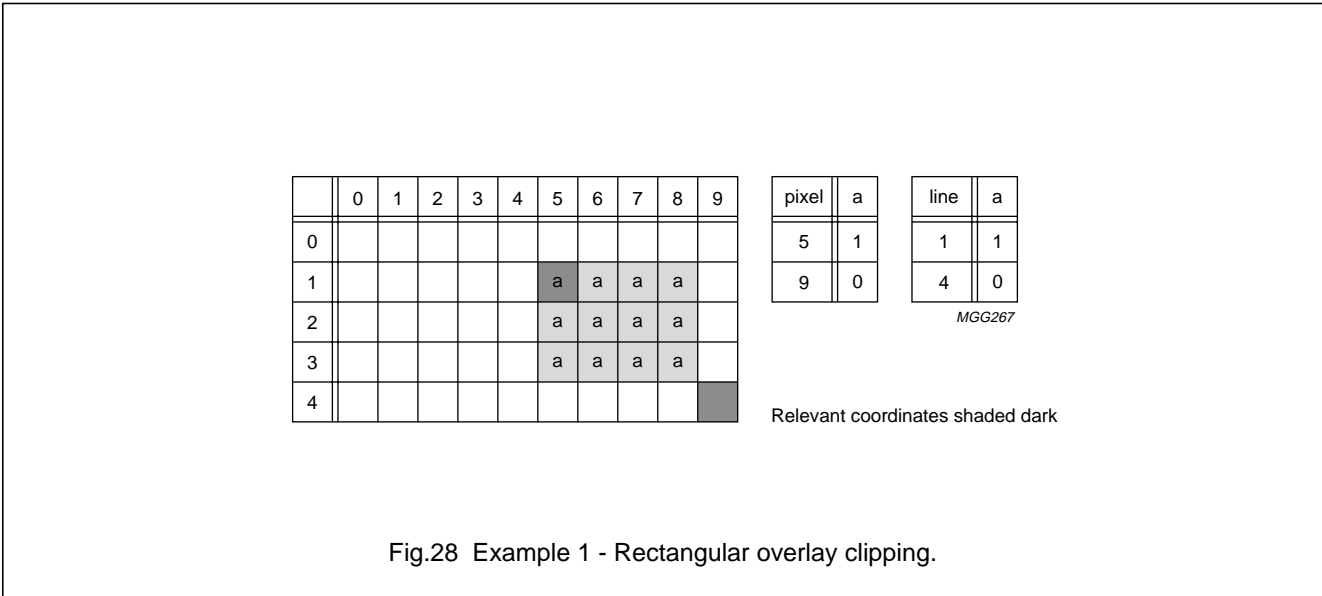 0 1 2 3 4 5 6 7 8 9
0
1 a a a a
2 a a a a
3 a a a a
4
pixel a
5 1
9 0
line a
1 1
4 0
MGG267
Relevant coordinates shaded dark
Fig.28 Example 1 - Rectangular overlay clipping.